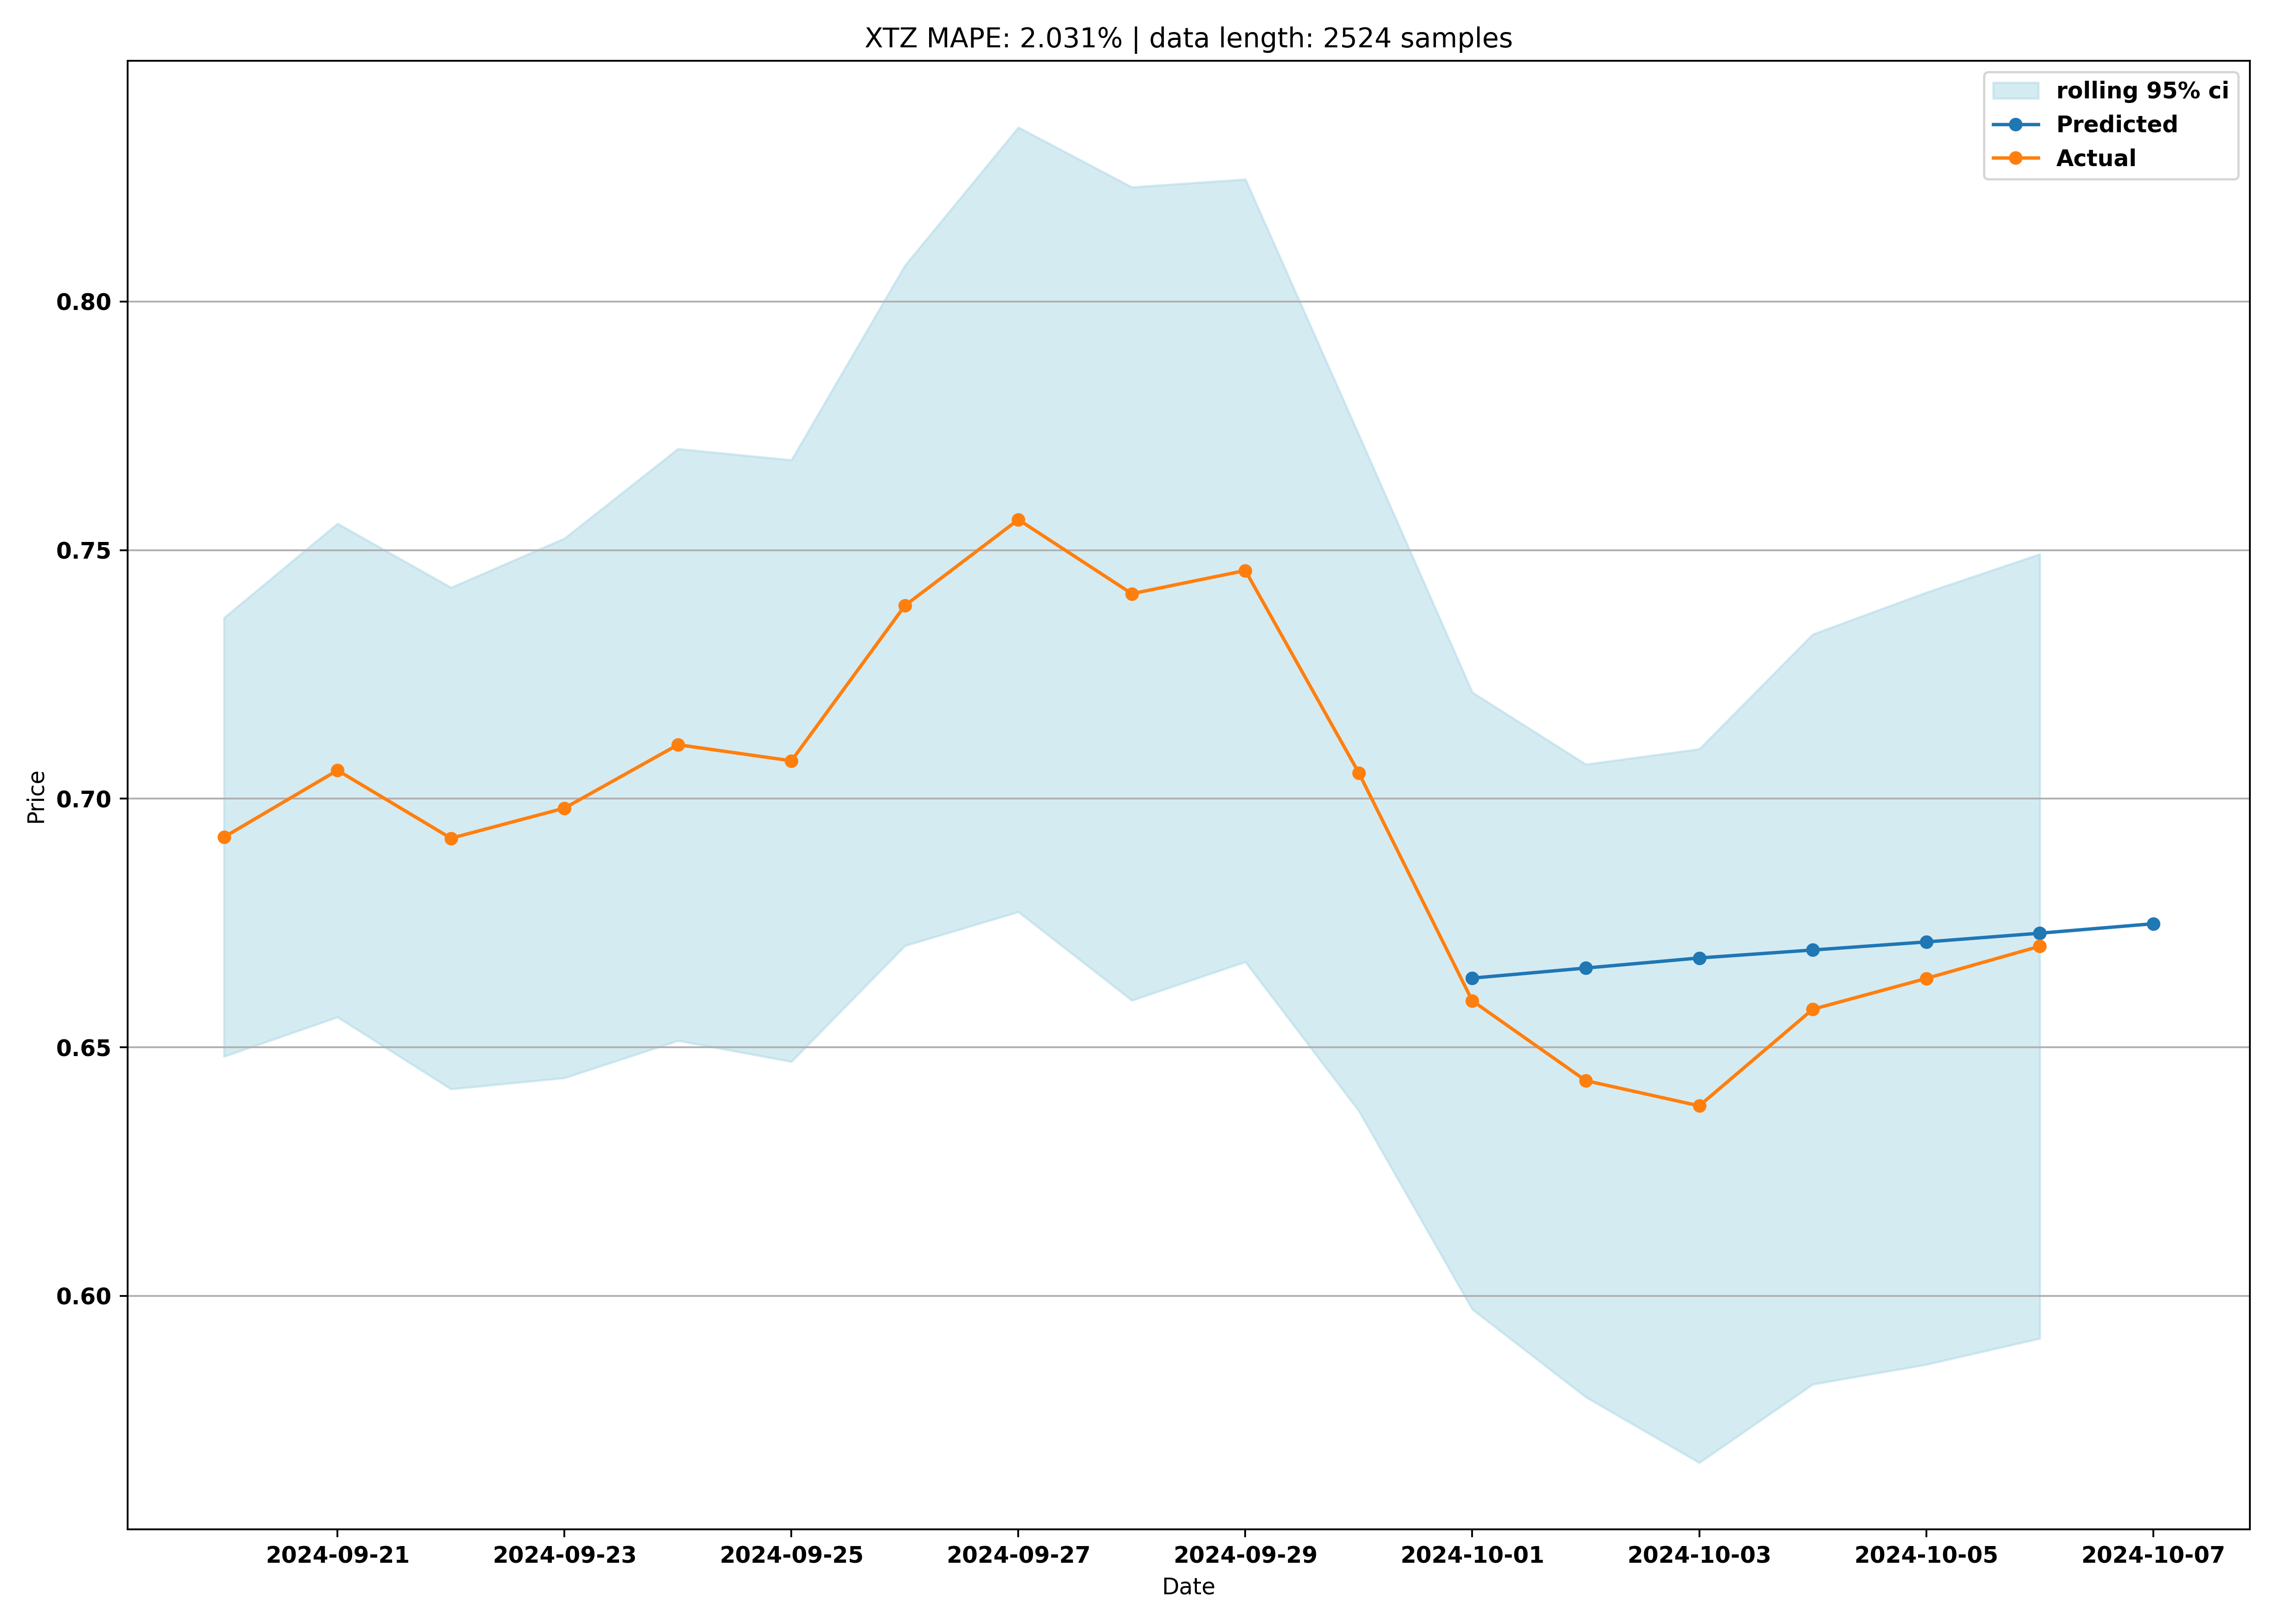 XTZ MAPE: 2.031% | data length: 2524 samples
rolling 95% ci
Predicted
Actual
0.80
0.75
0.70
0.65
0.60
Price
2024-09-21 2024-09-23 2024-09-25 2024-09-27 2024-09-29 2024-10-01 2024-10-03 2024-10-05 2024-10-07
Date